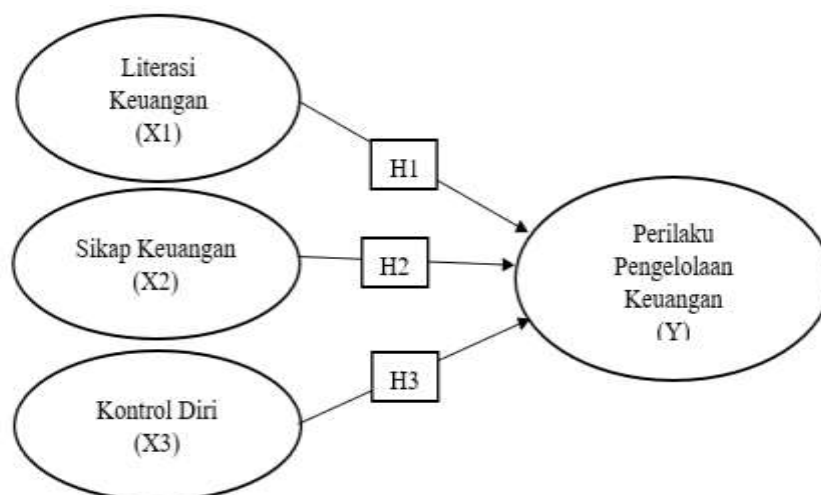 Literasi
Keuangan
(X1)
H1
Sikap Keuangan
(X2)
H2
Perilaku
Pengelolaan
Keuangan
(Y)
H3
Kontrol Diri
(X3)